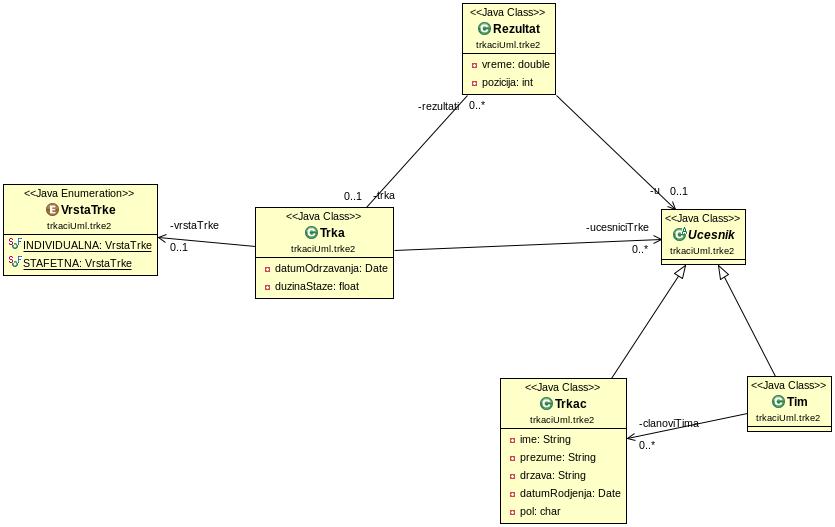 <<Java Class>>
Rezultat
trkaciUml.trke2
vreme: double
pozicija: int
-rezultati
0..*
<<Java Enumeration>>
VrstaTrke
trkaciUml.trke2
INDIVIDUALNA: VrstaTrke
STAFETNA: VrstaTrke
-vrstaTrke
0..1
0..1
-trka
<<Java Class>>
Trka
trkaciUml.trke2
datumOdrzavanja: Date
duzinaStaze: float
-u
0..1
-ucesniciTrke
0..*
<<Java Class>>
Ucesnik
trkaciUml.trke2
<<Java Class>>
Trkac
trkaciUml.trke2
ime: String
prezume: String
drzava: String
datumRodjenja: Date
pol: char
-clanoviTima
0..*
<<Java Class>>
Tim
trkaciUml.trke2